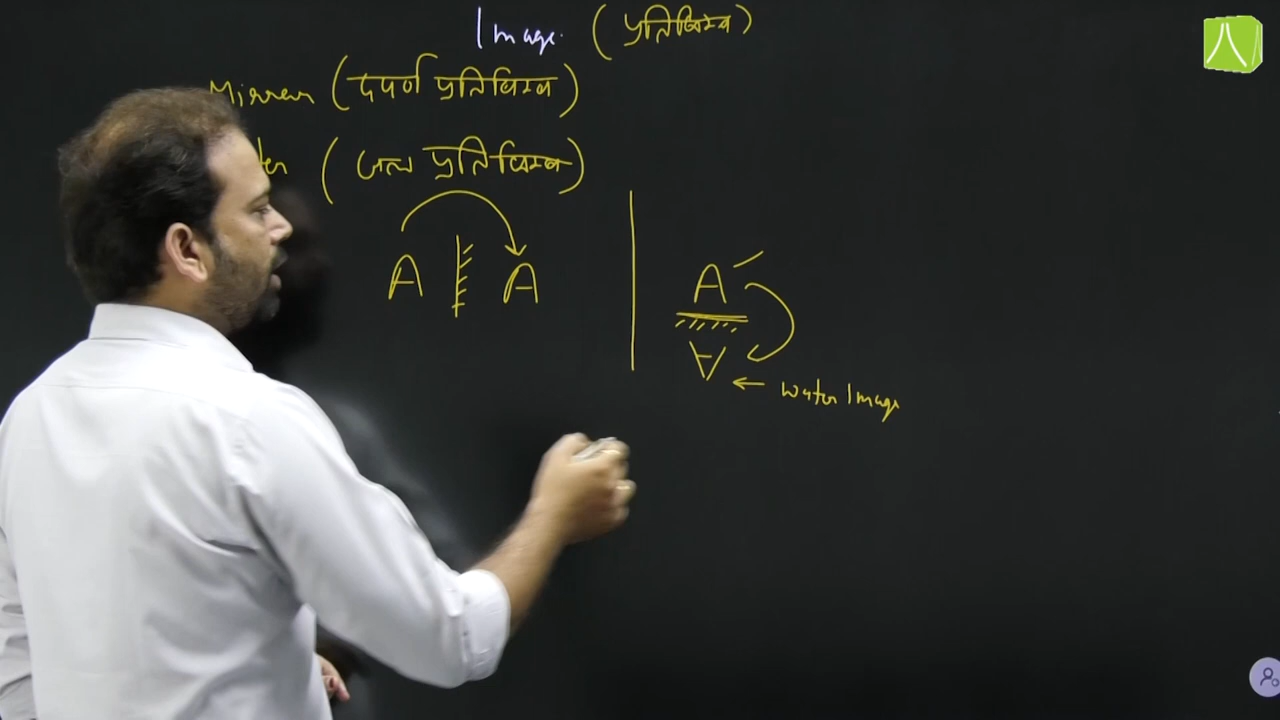 Image (प्रतिबिम्ब)
Mirror (दर्पण प्रतिबिम्ब)
(जल प्रतिबिम्ब)
A A
A
∀
← Water Image